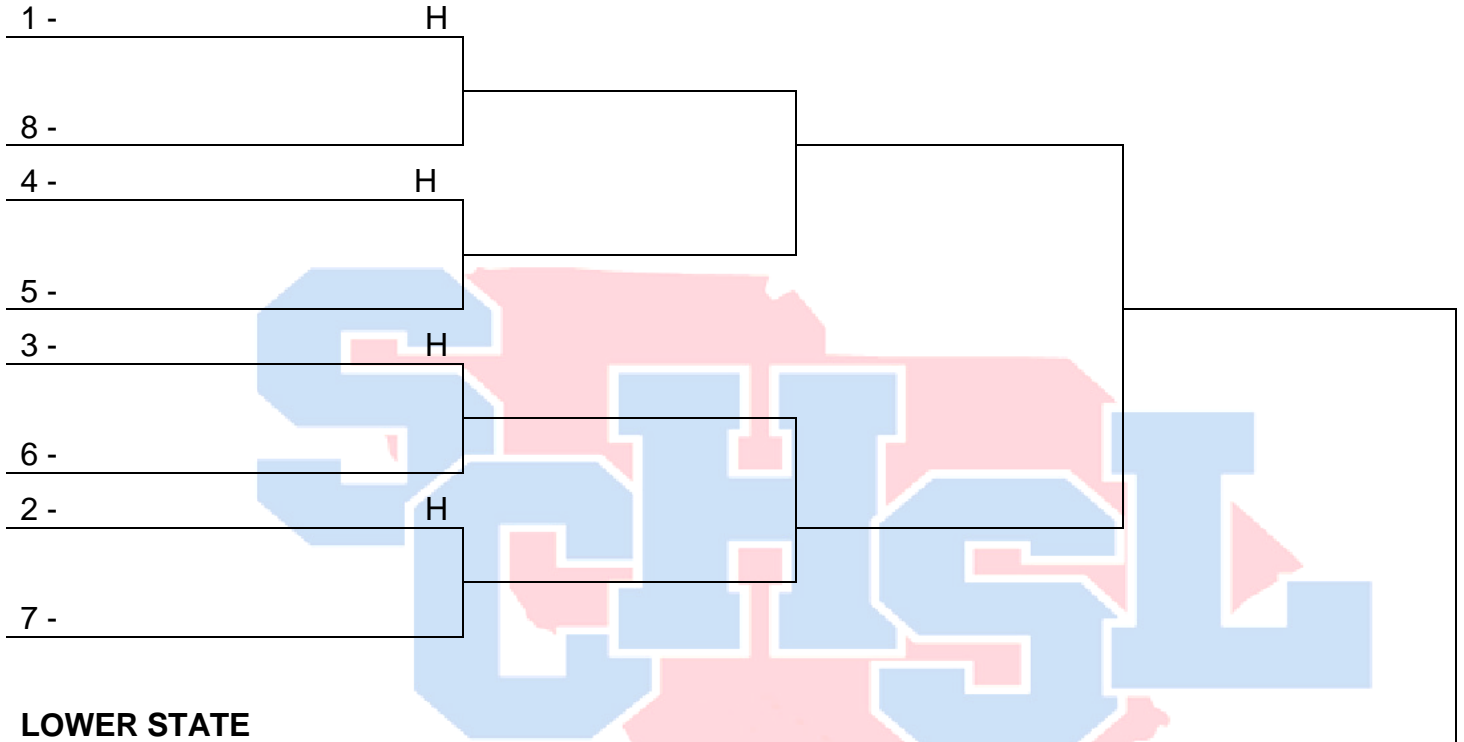 1 - H
8 -
4 - H
5 -
3 - H
6 -
2 - H
7 -
SCHSL
LOWER STATE